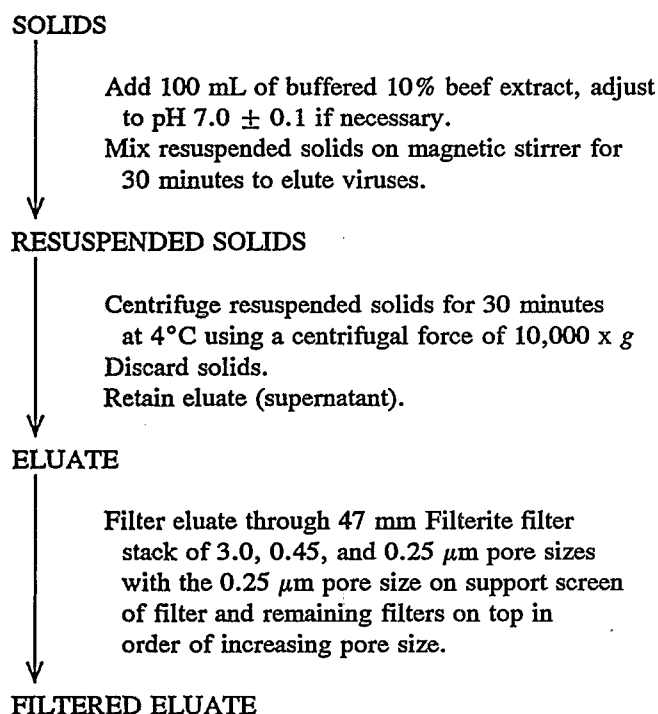 SOLIDS
Add 100 mL of buffered 10% beef extract, adjust
to pH 7.0 ± 0.1 if necessary.
Mix resuspended solids on magnetic stirrer for
30 minutes to elute viruses.
RESUSPENDED SOLIDS
Centrifuge resuspended solids for 30 minutes
at 4°C using a centrifugal force of 10,000 x g
Discard solids.
Retain eluate (supernatant).
ELUATE
Filter eluate through 47 mm Filterite filter
stack of 3.0, 0.45, and 0.25 μm pore sizes
with the 0.25 μm pore size on support screen
of filter and remaining filters on top in
order of increasing pore size.
FILTERED ELUATE